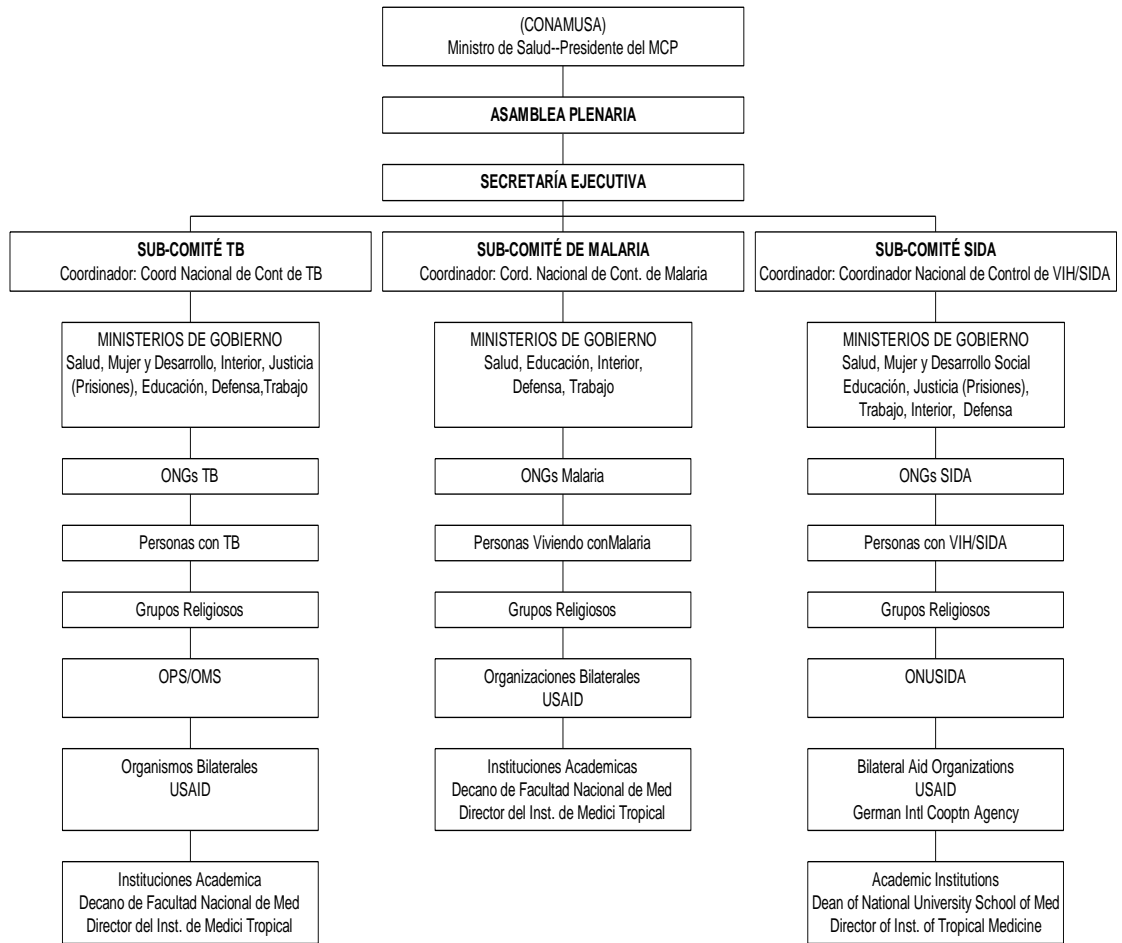 (CONAMUSA)
Ministro de Salud--Presidente del MCP
ASAMBLEA PLENARIA
SECRETARÍA EJECUTIVA
SUB-COMITÉ TB
Coordinador: Coord Nacional de Cont de TB
MINISTERIOS DE GOBIERNO
Salud, Mujer y Desarrollo, Interior, Justicia
(Prisiones), Educación, Defensa,Trabajo
ONGs TB
Personas con TB
Grupos Religiosos
OPS/OMS
Organismos Bilaterales
USAID
Instituciones Academica
Decano de Facultad Nacional de Med
Director del Inst. de Medici Tropical
SUB-COMITÉ DE MALARIA
Coordinador: Cord. Nacional de Cont. de Malaria
MINISTERIOS DE GOBIERNO
Salud, Educación, Interior,
Defensa, Trabajo
ONGs Malaria
Personas Viviendo conMalaria
Grupos Religiosos
Organizaciones Bilaterales
USAID
Instituciones Academicas
Decano de Facultad Nacional de Med
Director del Inst. de Medici Tropical
SUB-COMITÉ SIDA
Coordinador: Coordinador Nacional de Control de VIH/SIDA
MINISTERIOS DE GOBIERNO
Salud, Mujer y Desarrollo Social
Educación, Justicia (Prisiones),
Trabajo, Interior, Defensa
ONGs SIDA
Personas con VIH/SIDA
Grupos Religiosos
ONUSIDA
Bilateral Aid Organizations
USAID
German Intl Cooptn Agency
Academic Institutions
Dean of National University School of Med
Director of Inst. of Tropical Medicine